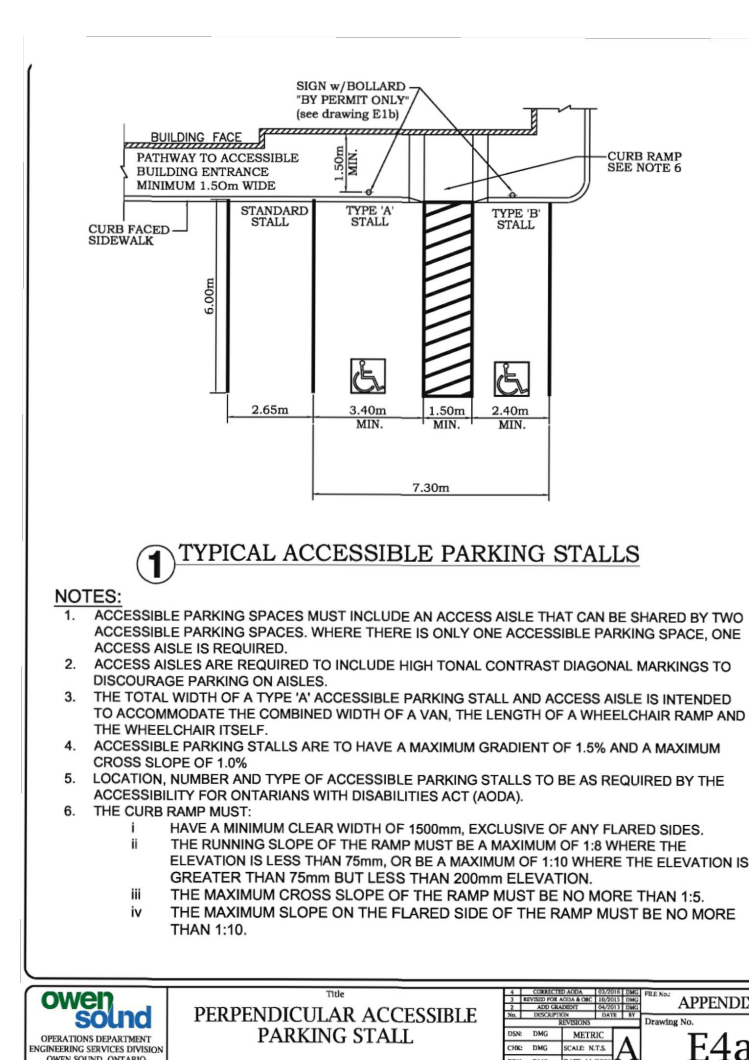 SIGN w/BOLLARD
"BY PERMIT ONLY"
(see drawing E1b)
BUILDING FACE
PATHWAY TO ACCESSIBLE
BUILDING ENTRANCE
MINIMUM 1.50m WIDE
1.50m
MIN.
CURB RAMP
SEE NOTE 6
CURB FACED
SIDEWALK
STANDARD
STALL
TYPE 'A'
STALL
TYPE 'B'
STALL
6.00m
2.65m
3.40m
MIN.
1.50m
MIN.
2.40m
MIN.
7.30m
1 TYPICAL ACCESSIBLE PARKING STALLS
NOTES:
1. ACCESSIBLE PARKING SPACES MUST INCLUDE AN ACCESS AISLE THAT CAN BE SHARED BY TWO
ACCESSIBLE PARKING SPACES. WHERE THERE IS ONLY ONE ACCESSIBLE PARKING SPACE, ONE
ACCESS AISLE IS REQUIRED.
2. ACCESS AISLES ARE REQUIRED TO INCLUDE HIGH TONAL CONTRAST DIAGONAL MARKINGS TO
DISCOURAGE PARKING ON AISLES.
3. THE TOTAL WIDTH OF A TYPE 'A' ACCESSIBLE PARKING STALL AND ACCESS AISLE IS INTENDED
TO ACCOMMODATE THE COMBINED WIDTH OF A VAN, THE LENGTH OF A WHEELCHAIR RAMP AND
THE WHEELCHAIR ITSELF.
4. ACCESSIBLE PARKING STALLS ARE TO HAVE A MAXIMUM GRADIENT OF 1.5% AND A MAXIMUM
CROSS SLOPE OF 1.0%
5. LOCATION, NUMBER AND TYPE OF ACCESSIBLE PARKING STALLS TO BE AS REQUIRED BY THE
ACCESSIBILITY FOR ONTARIANS WITH DISABILITIES ACT (AODA).
6. THE CURB RAMP MUST:
i HAVE A MINIMUM CLEAR WIDTH OF 1500mm, EXCLUSIVE OF ANY FLARED SIDES.
ii THE RUNNING SLOPE OF THE RAMP MUST BE A MAXIMUM OF 1:8 WHERE THE
ELEVATION IS LESS THAN 75mm, OR BE A MAXIMUM OF 1:10 WHERE THE ELEVATION IS
GREATER THAN 75mm BUT LESS THAN 200mm ELEVATION.
iii THE MAXIMUM CROSS SLOPE OF THE RAMP MUST BE NO MORE THAN 1:5.
iv THE MAXIMUM SLOPE ON THE FLARED SIDE OF THE RAMP MUST BE NO MORE
THAN 1:10.
owen
sound
OPERATIONS DEPARTMENT
ENGINEERING SERVICES DIVISION
OWEN SOUND, ONTARIO
Title
PERPENDICULAR ACCESSIBLE
PARKING STALL
4 CORRECTED AODA 03/2016 DMG
3 REVISED FOR AODA & OBC 10/2015 DMG
2 ADD GRADIENT 04/2013 DMG
No. DESCRIPTION DATE BY
REVISIONS
DSN: DMG METRIC
CHK: DMG SCALE: N.T.S.
A
FILE No.: APPENDIX
Drawing No.
E4a